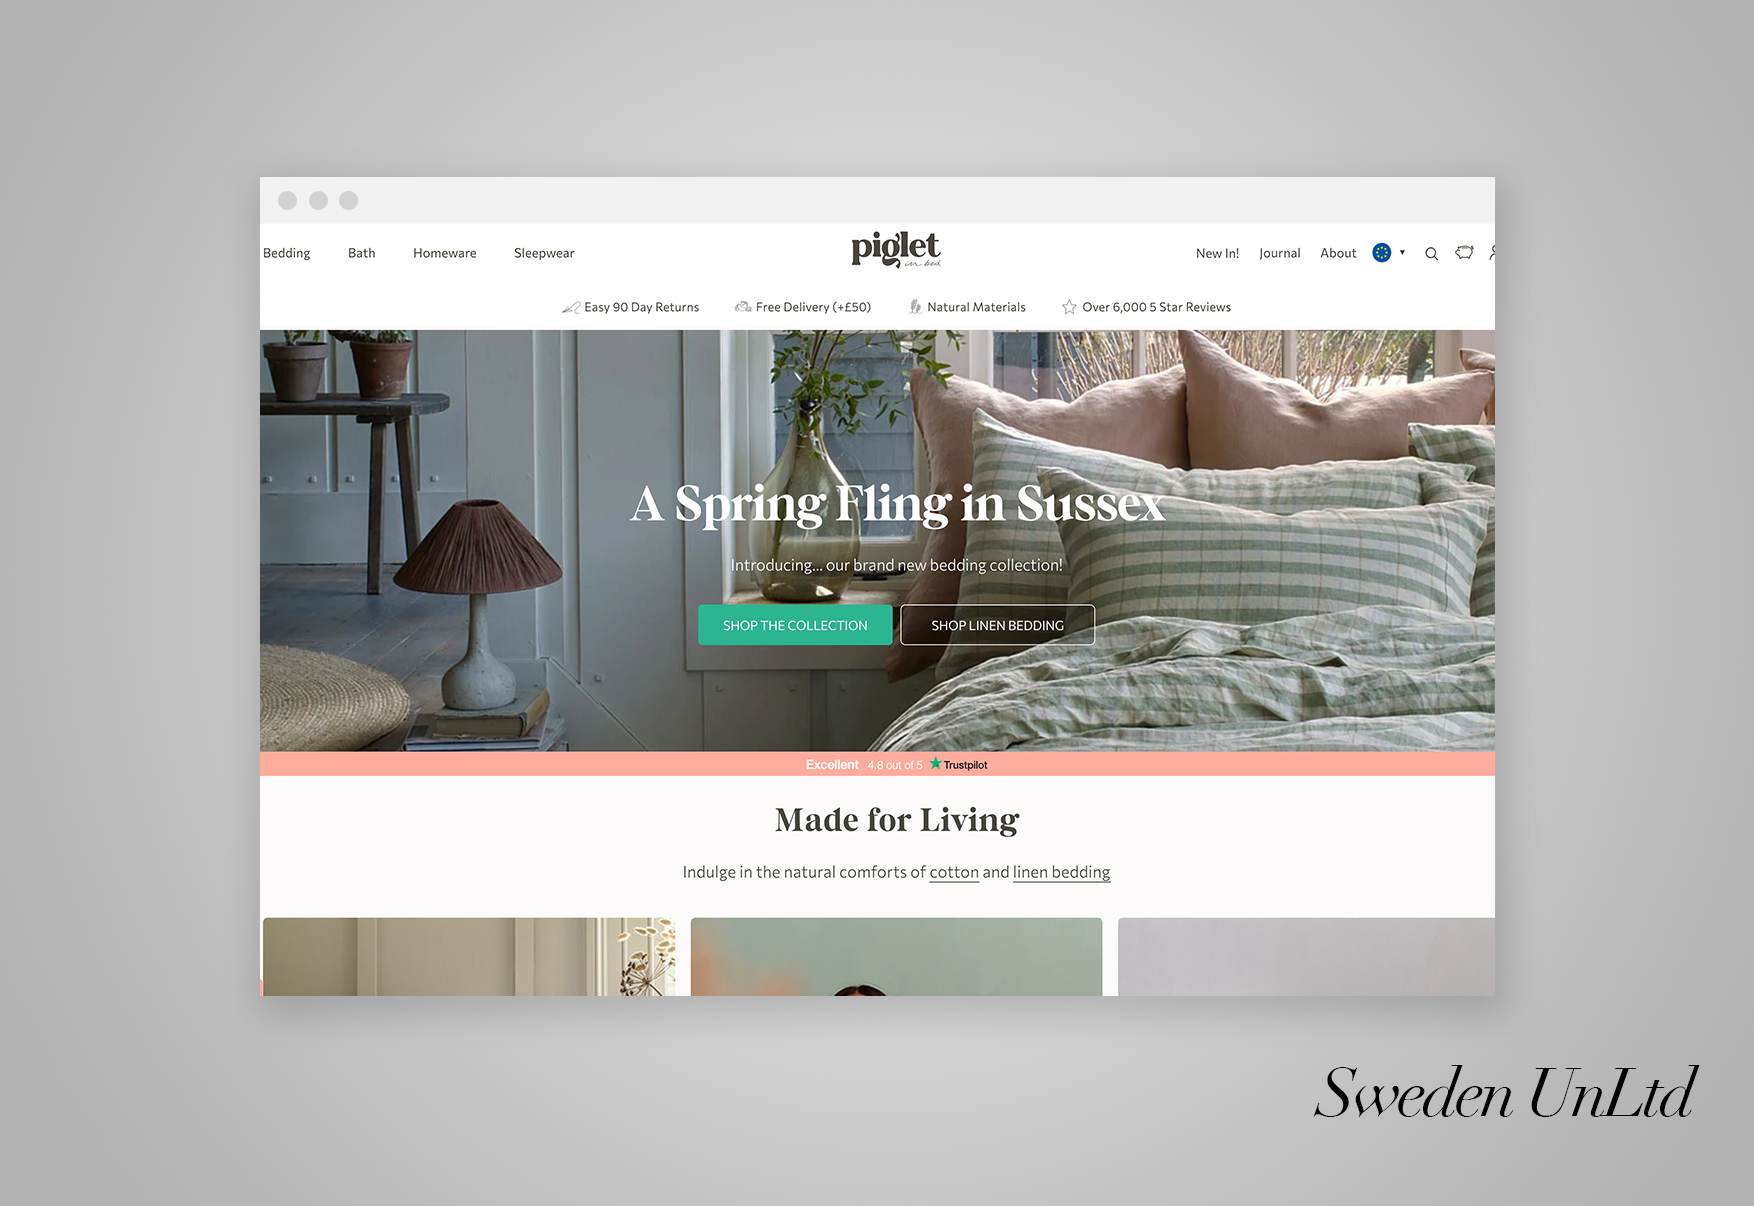 Bedding Bath Homeware Sleepwear
piglet
in bed
New In! Journal About
Easy 90 Day Returns Free Delivery (+£50) Natural Materials Over 6,000 5 Star Reviews
A Spring Fling in Sussex
Introducing... our brand new bedding collection!
SHOP THE COLLECTION SHOP LINEN BEDDING
Excellent 4.8 out of 5 Trustpilot
Made for Living
Indulge in the natural comforts of cotton and linen bedding
Sweden UnLtd